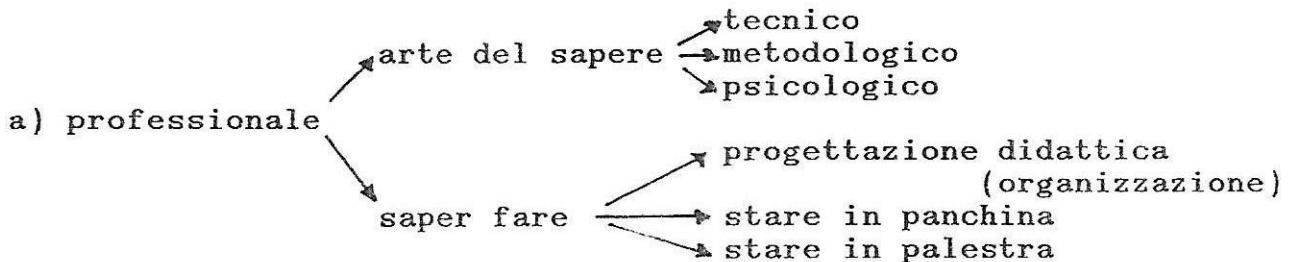 tecnico
arte del sapere metodologico
psicologico
a) professionale
progettazione didattica
(organizzazione)
saper fare stare in panchina
stare in palestra